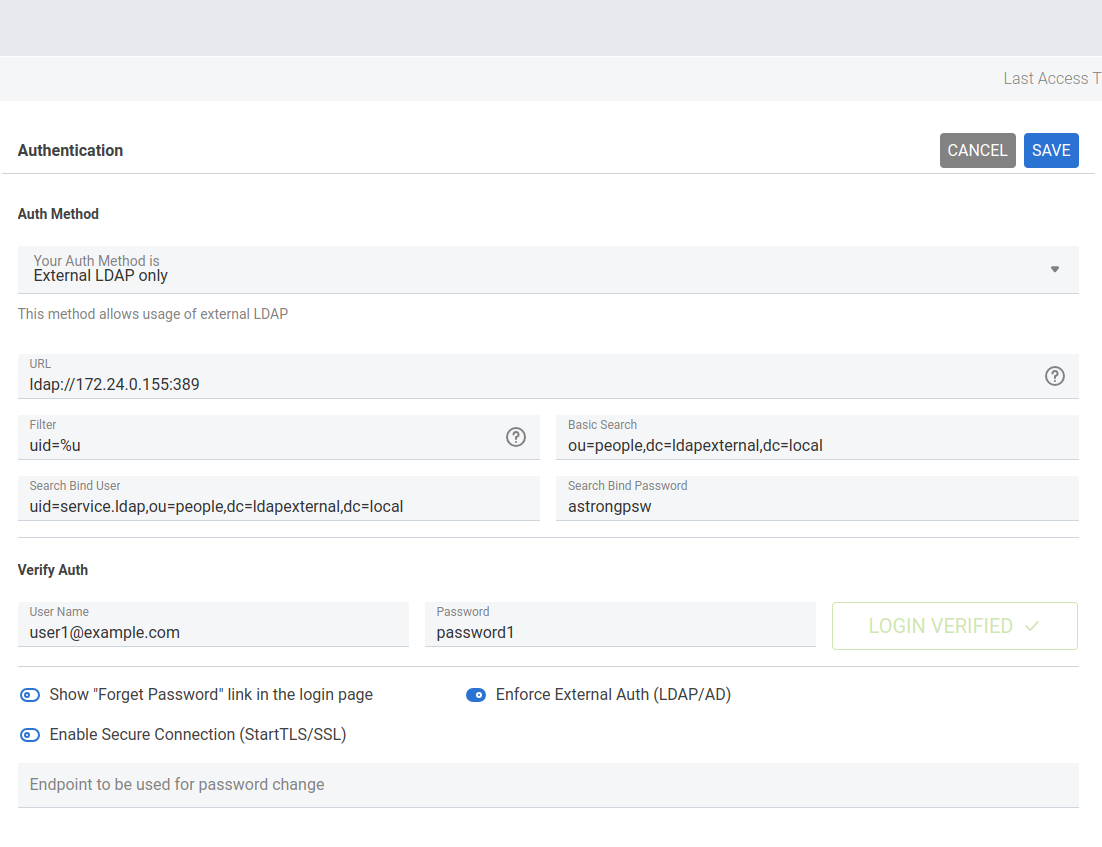 Last Access T
Authentication
CANCEL
SAVE
Auth Method
Your Auth Method is
External LDAP only
This method allows usage of external LDAP
URL
ldap://172.24.0.155:389
Filter
uid=%u
Basic Search
ou=people,dc=ldapexternal,dc=local
Search Bind User
uid=service.ldap,ou=people,dc=ldapexternal,dc=local
Search Bind Password
astrongpsw
Verify Auth
User Name
user1@example.com
Password
password1
LOGIN VERIFIED
Show "Forget Password" link in the login page
Enforce External Auth (LDAP/AD)
Enable Secure Connection (StartTLS/SSL)
Endpoint to be used for password change